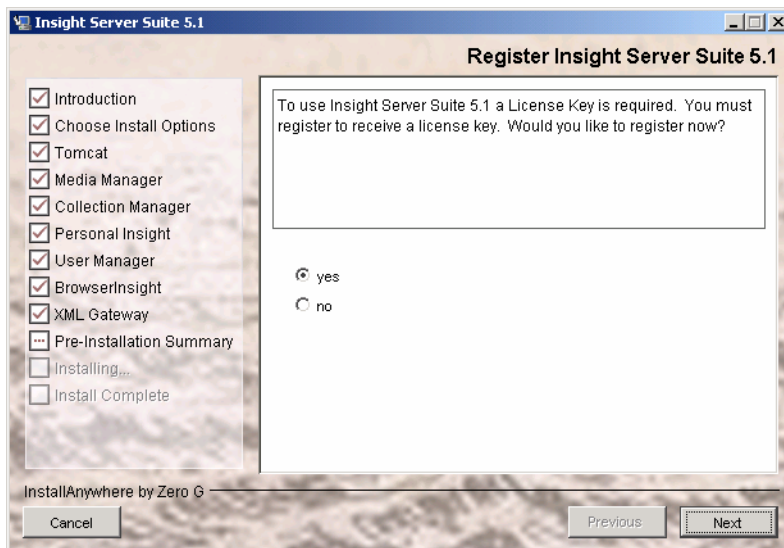 Insight Server Suite 5.1
Register Insight Server Suite 5.1
Introduction
Choose Install Options
Tomcat
Media Manager
Collection Manager
Personal Insight
User Manager
BrowserInsight
XML Gateway
Pre-Installation Summary
Installing...
Install Complete
To use Insight Server Suite 5.1 a License Key is required.  You must
register to receive a license key.  Would you like to register now?
yes
no
InstallAnywhere by Zero G
Cancel
Previous
Next